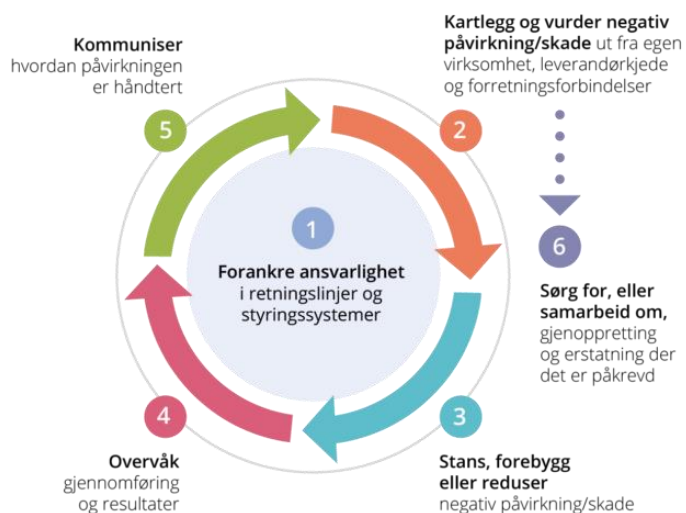 1
Forankre ansvarlighet
i retningslinjer og
styringssystemer
2
Kartlegg og vurder negativ
påvirkning/skade ut fra egen
virksomhet, leverandørkjede
og forretningsforbindelser
3
Stans, forebygg
eller reduser
negativ påvirkning/skade
4
Overvåk
gjennomføring
og resultater
5
Kommuniser
hvordan påvirkningen
er håndtert
6
Sørg for, eller
samarbeid om,
gjenoppretting
og erstatning der
det er påkrevd